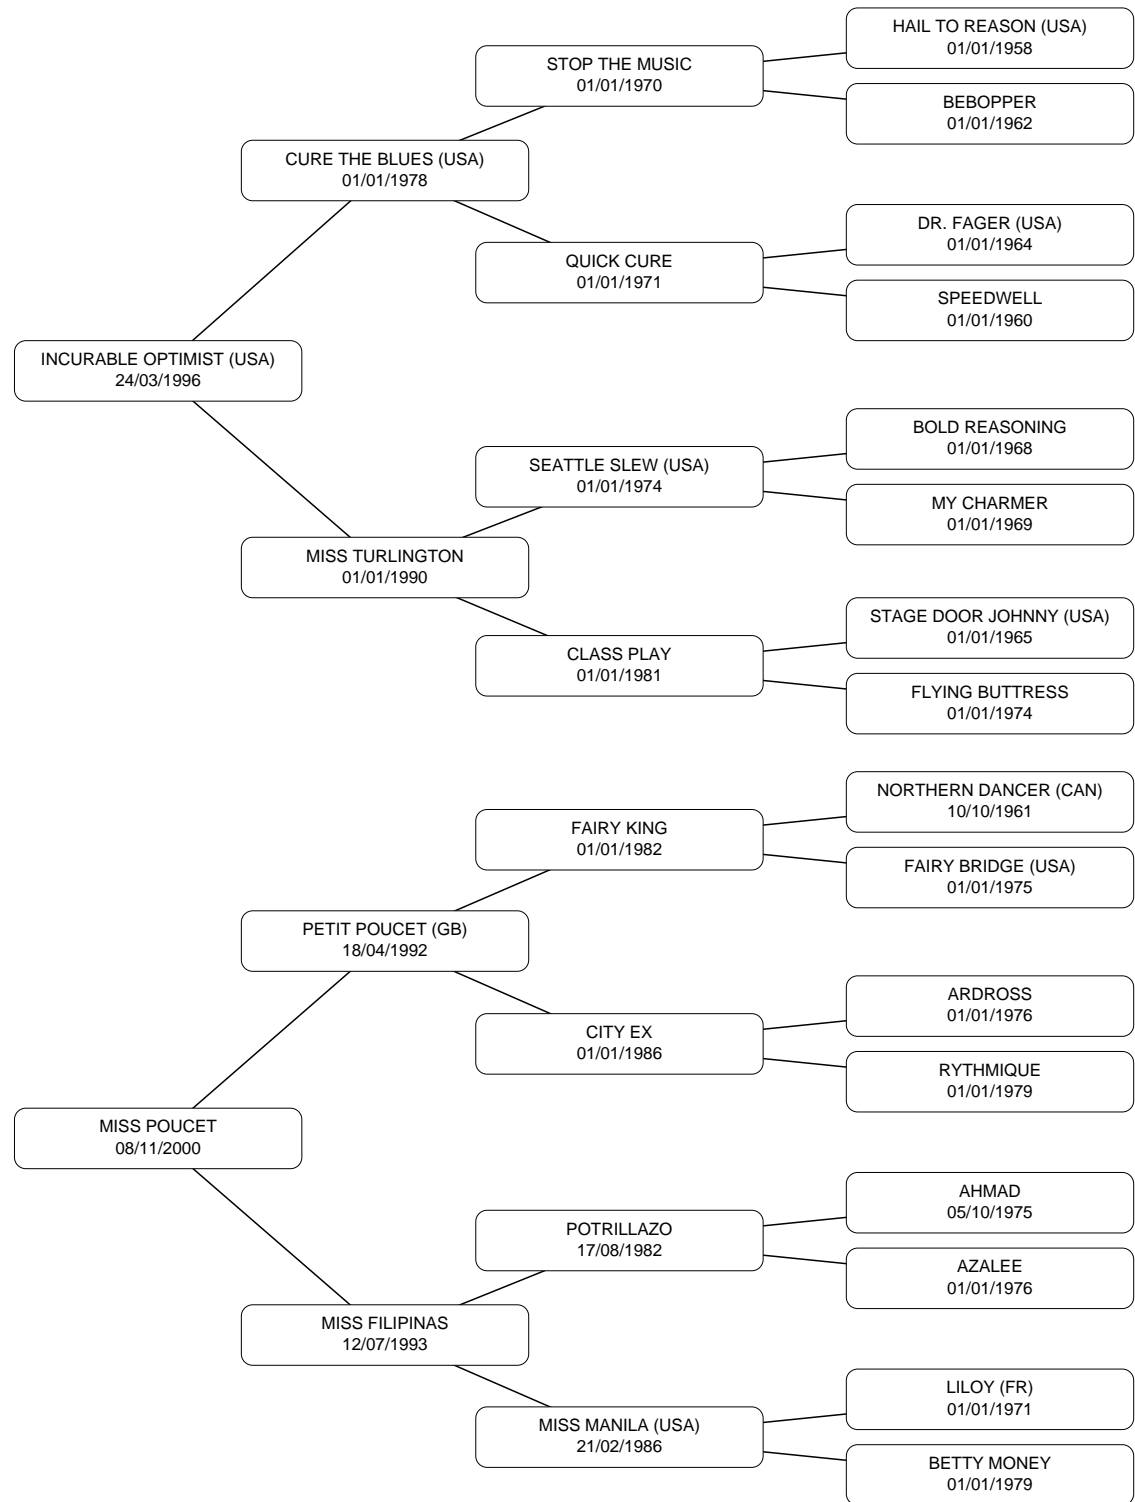 HAIL TO REASON (USA)
01/01/1958
STOP THE MUSIC
01/01/1970
BEBOPPER
01/01/1962
CURE THE BLUES (USA)
01/01/1978
DR. FAGER (USA)
01/01/1964
QUICK CURE
01/01/1971
SPEEDWELL
01/01/1960
INCURABLE OPTIMIST (USA)
24/03/1996
BOLD REASONING
01/01/1968
SEATTLE SLEW (USA)
01/01/1974
MY CHARMER
01/01/1969
MISS TURLINGTON
01/01/1990
STAGE DOOR JOHNNY (USA)
01/01/1965
CLASS PLAY
01/01/1981
FLYING BUTTRESS
01/01/1974
NORTHERN DANCER (CAN)
10/10/1961
FAIRY KING
01/01/1982
FAIRY BRIDGE (USA)
01/01/1975
PETIT POUCET (GB)
18/04/1992
ARDROSS
01/01/1976
CITY EX
01/01/1986
RYTHMIQUE
01/01/1979
MISS POUCET
08/11/2000
AHMAD
05/10/1975
POTRILLAZO
17/08/1982
AZALEE
01/01/1976
MISS FILIPINAS
12/07/1993
LILOY (FR)
01/01/1971
MISS MANILA (USA)
21/02/1986
BETTY MONEY
01/01/1979